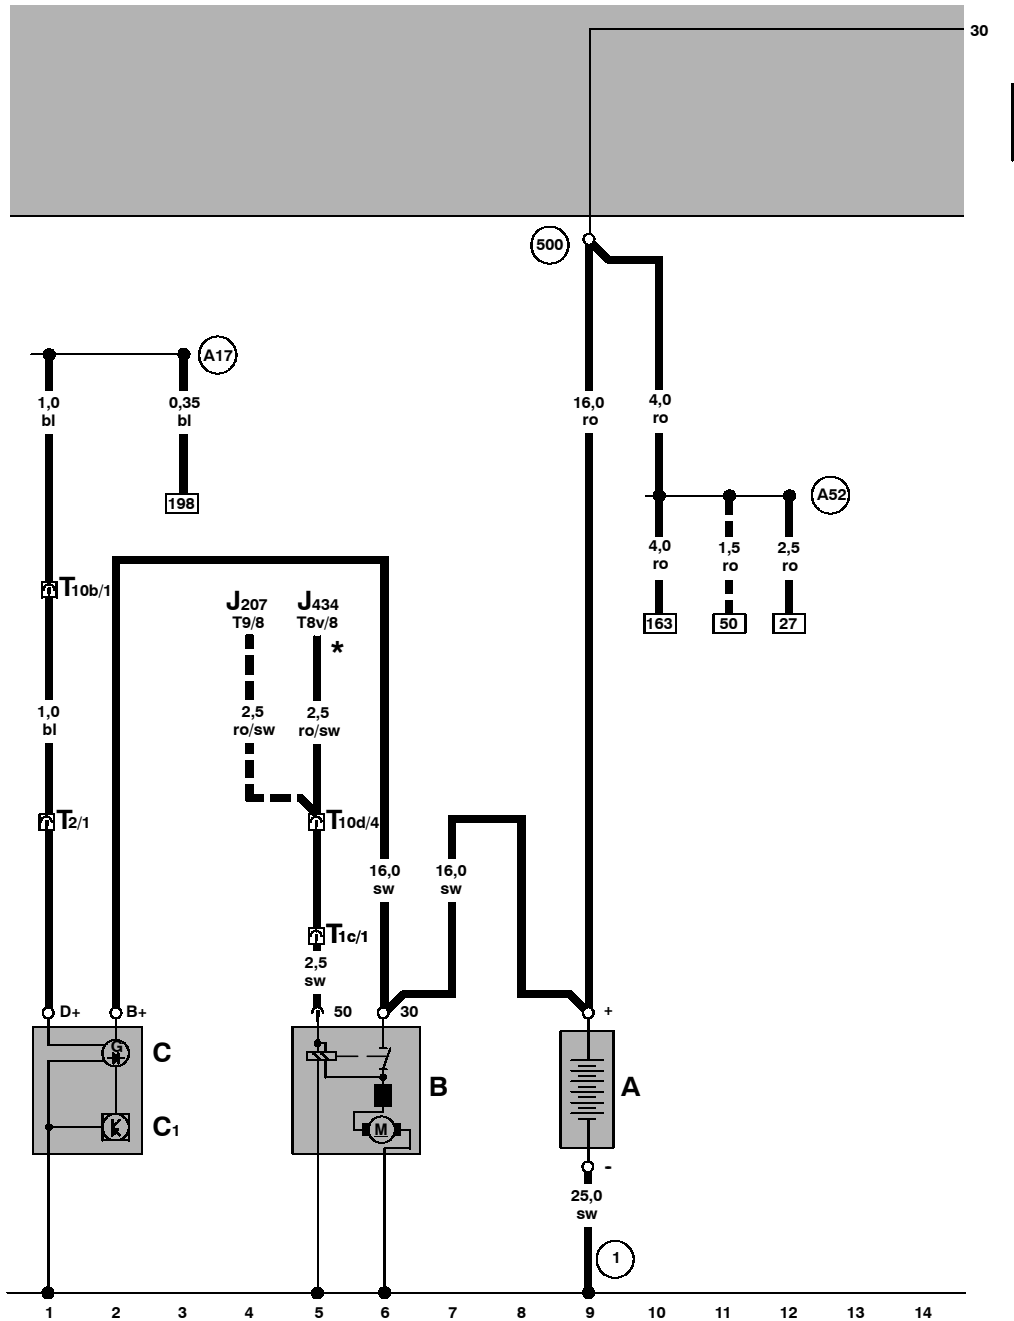 30
500
A17
1,0
bl
0,35
bl
16,0
ro
4,0
ro
198
A52
4,0
ro
1,5
ro
2,5
ro
T10b/1
J207
T9/8
J434
T8v/8
*
163
50
27
1,0
bl
2,5
ro/sw
2,5
ro/sw
T2/1
T10d/4
16,0
sw
16,0
sw
T1c/1
2,5
sw
D+
B+
50
30
+
G
C
B
A
C1
M
-
25,0
sw
1
1 2 3 4 5 6 7 8 9 10 11 12 13 14